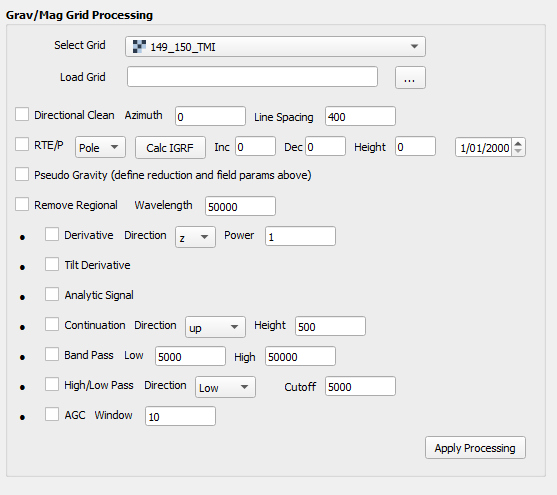 Grav/Mag Grid Processing
Select Grid 149_150_TMI
Load Grid ...
Directional Clean Azimuth 0 Line Spacing 400
RTE/P Pole Calc IGRF Inc 0 Dec 0 Height 0 1/01/2000
Pseudo Gravity (define reduction and field params above)
Remove Regional Wavelength 50000
• Derivative Direction z Power 1
• Tilt Derivative
• Analytic Signal
• Continuation Direction up Height 500
• Band Pass Low 5000 High 50000
• High/Low Pass Direction Low Cutoff 5000
• AGC Window 10
Apply Processing